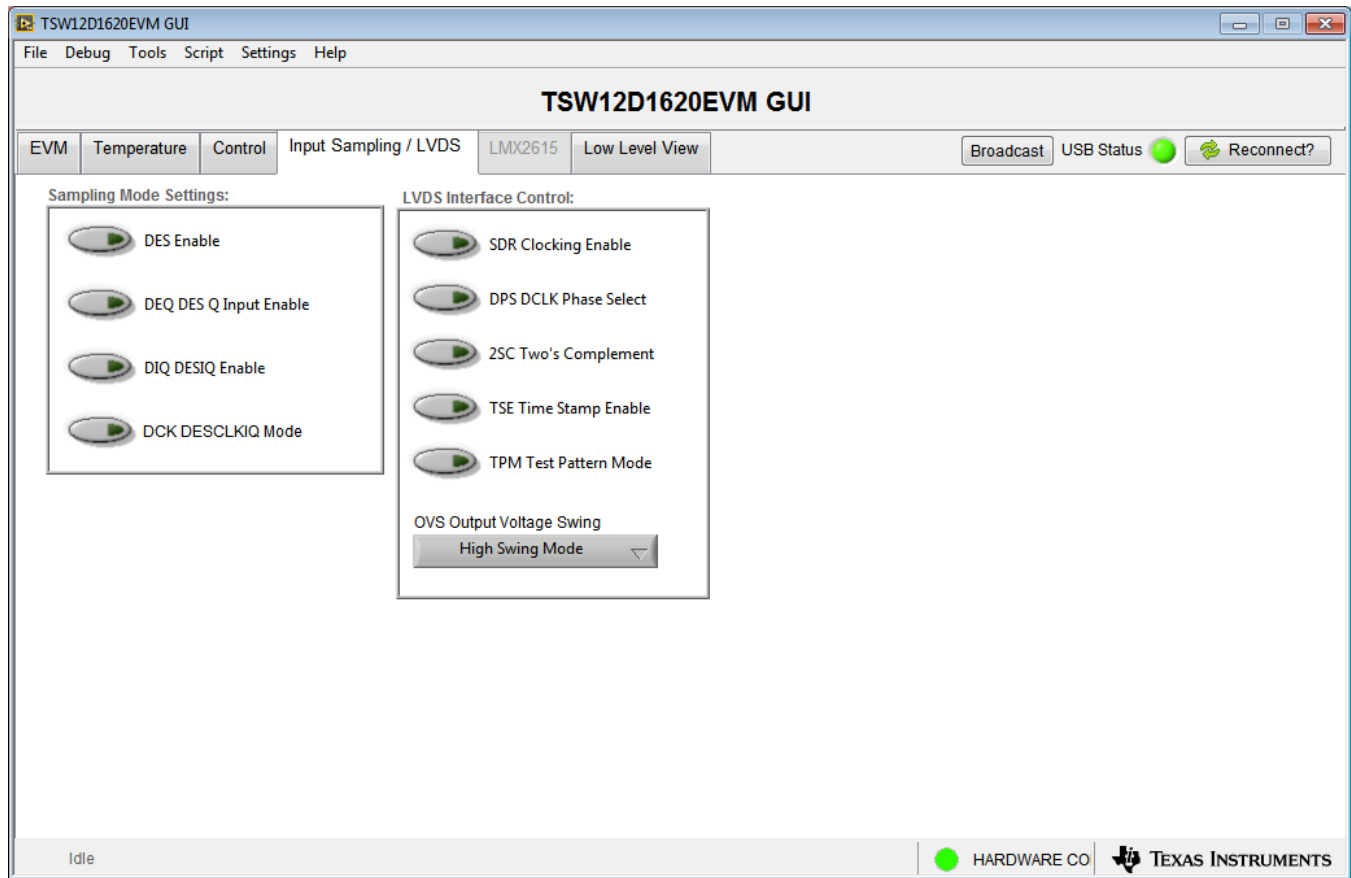 TSW12D1620EVM GUI
File Debug Tools Script Settings Help
TSW12D1620EVM GUI
EVM Temperature Control Input Sampling / LVDS LMX2615 Low Level View Broadcast USB Status Reconnect?
Sampling Mode Settings:
DES Enable
DEQ DES Q Input Enable
DIQ DESIQ Enable
DCK DESCLKIQ Mode
LVDS Interface Control:
SDR Clocking Enable
DPS DCLK Phase Select
2SC Two's Complement
TSE Time Stamp Enable
TPM Test Pattern Mode
OVS Output Voltage Swing
High Swing Mode
Idle HARDWARE CO TEXAS INSTRUMENTS